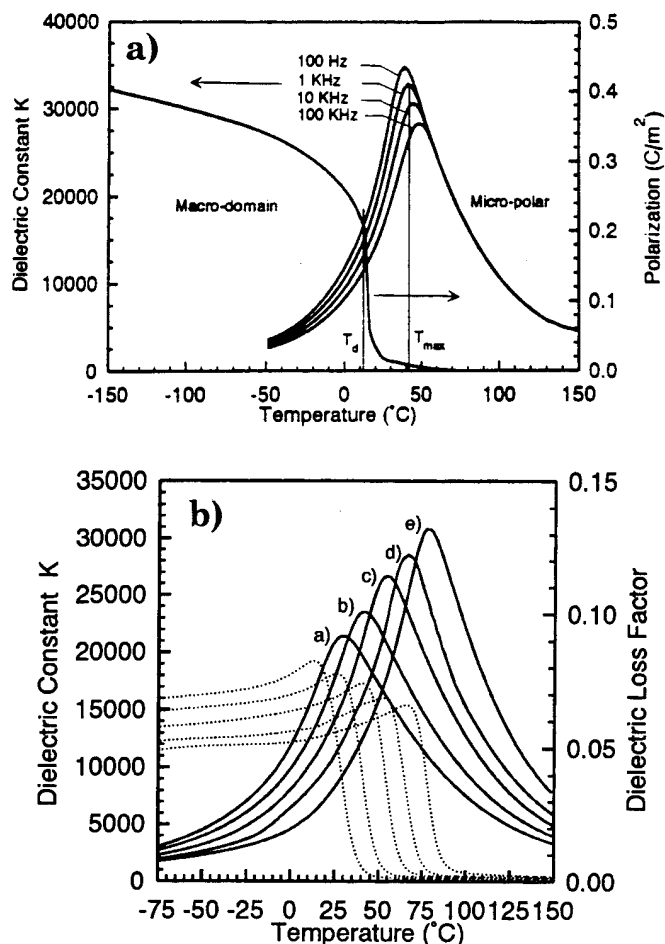 a)
40000
30000
20000
10000
0
Dielectric Constant K
100 Hz
1 KHz
10 KHz
100 KHz
Macro-domain
Micro-polar
T_d
T_max
0.5
0.4
0.3
0.2
0.1
0.0
Polarization (C/m²)
-150 -100 -50 0 50 100 150
Temperature (°C)
b)
35000
30000
25000
20000
15000
10000
5000
0
Dielectric Constant K
a)
b)
c)
d)
e)
0.15
0.10
0.05
0.00
Dielectric Loss Factor
-75 -50 -25 0 25 50 75 100 125 150
Temperature (°C)